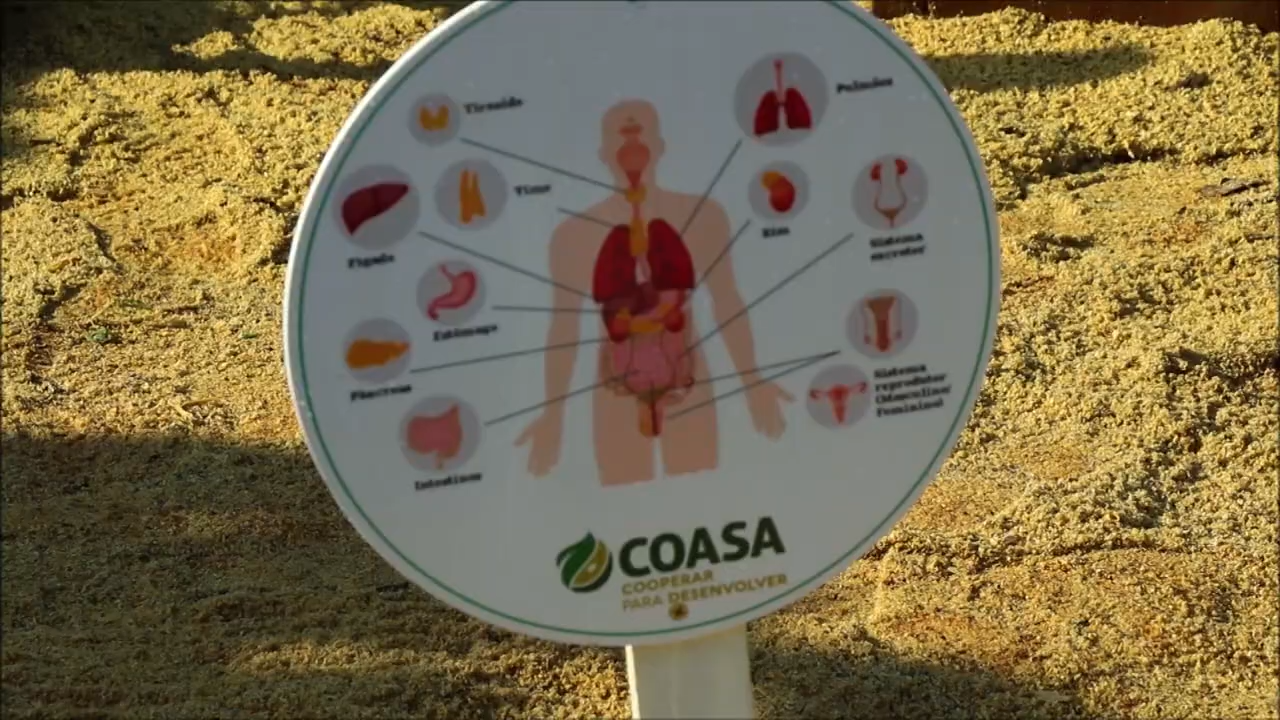 Tireoide
Pulmões
Timo
Fígado
Rim
Sistema
excretor
Estômago
Pâncreas
Sistema
reprodutor
(Masculino/
Feminino)
Intestinos
COASA
COOPERAR
PARA DESENVOLVER